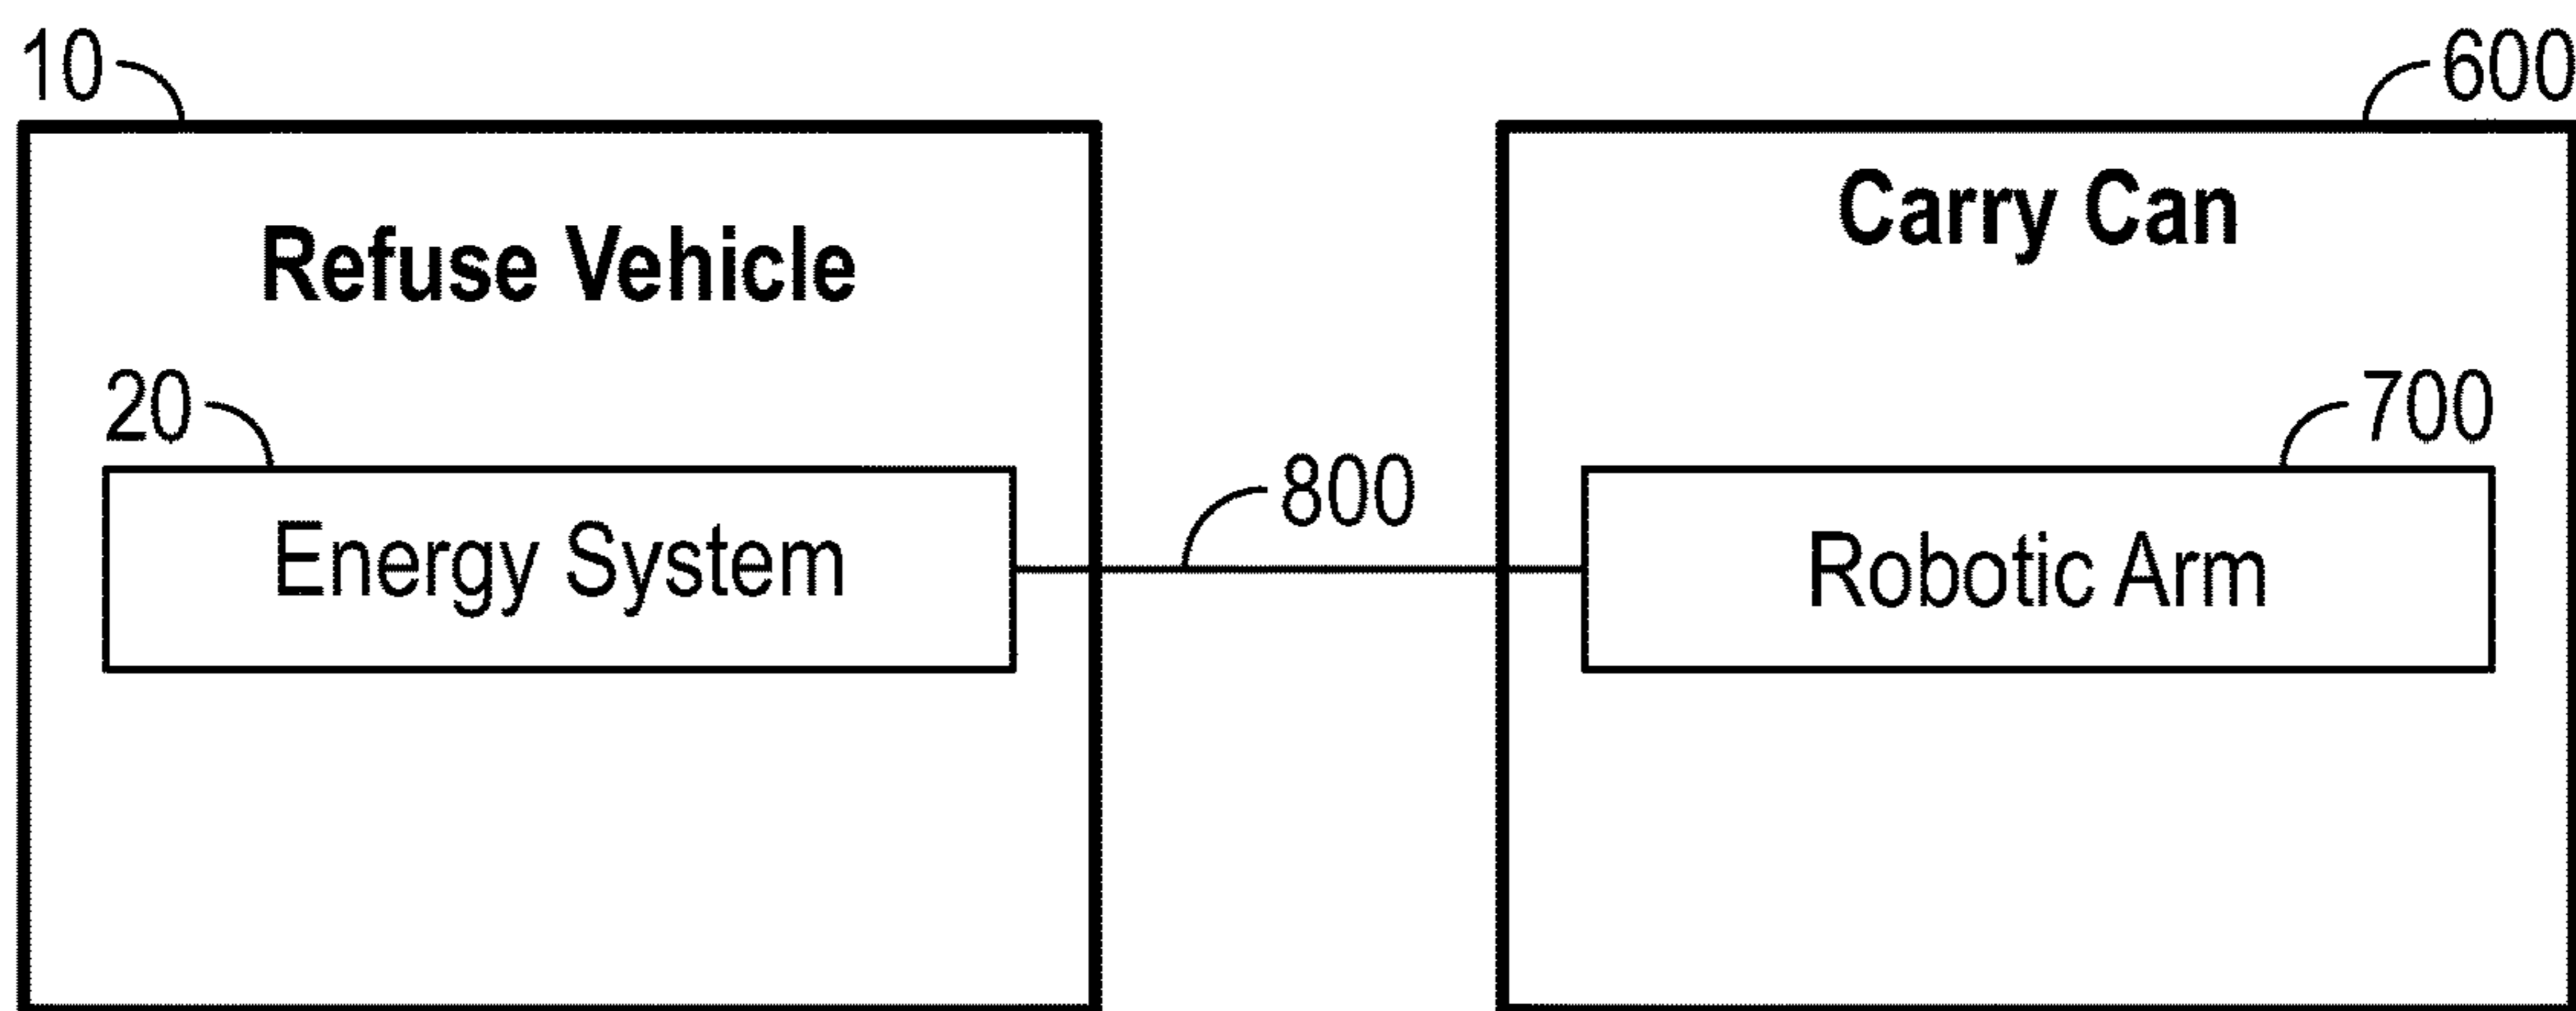 10
600
Refuse Vehicle
Carry Can
20
700
800
Energy System
Robotic Arm